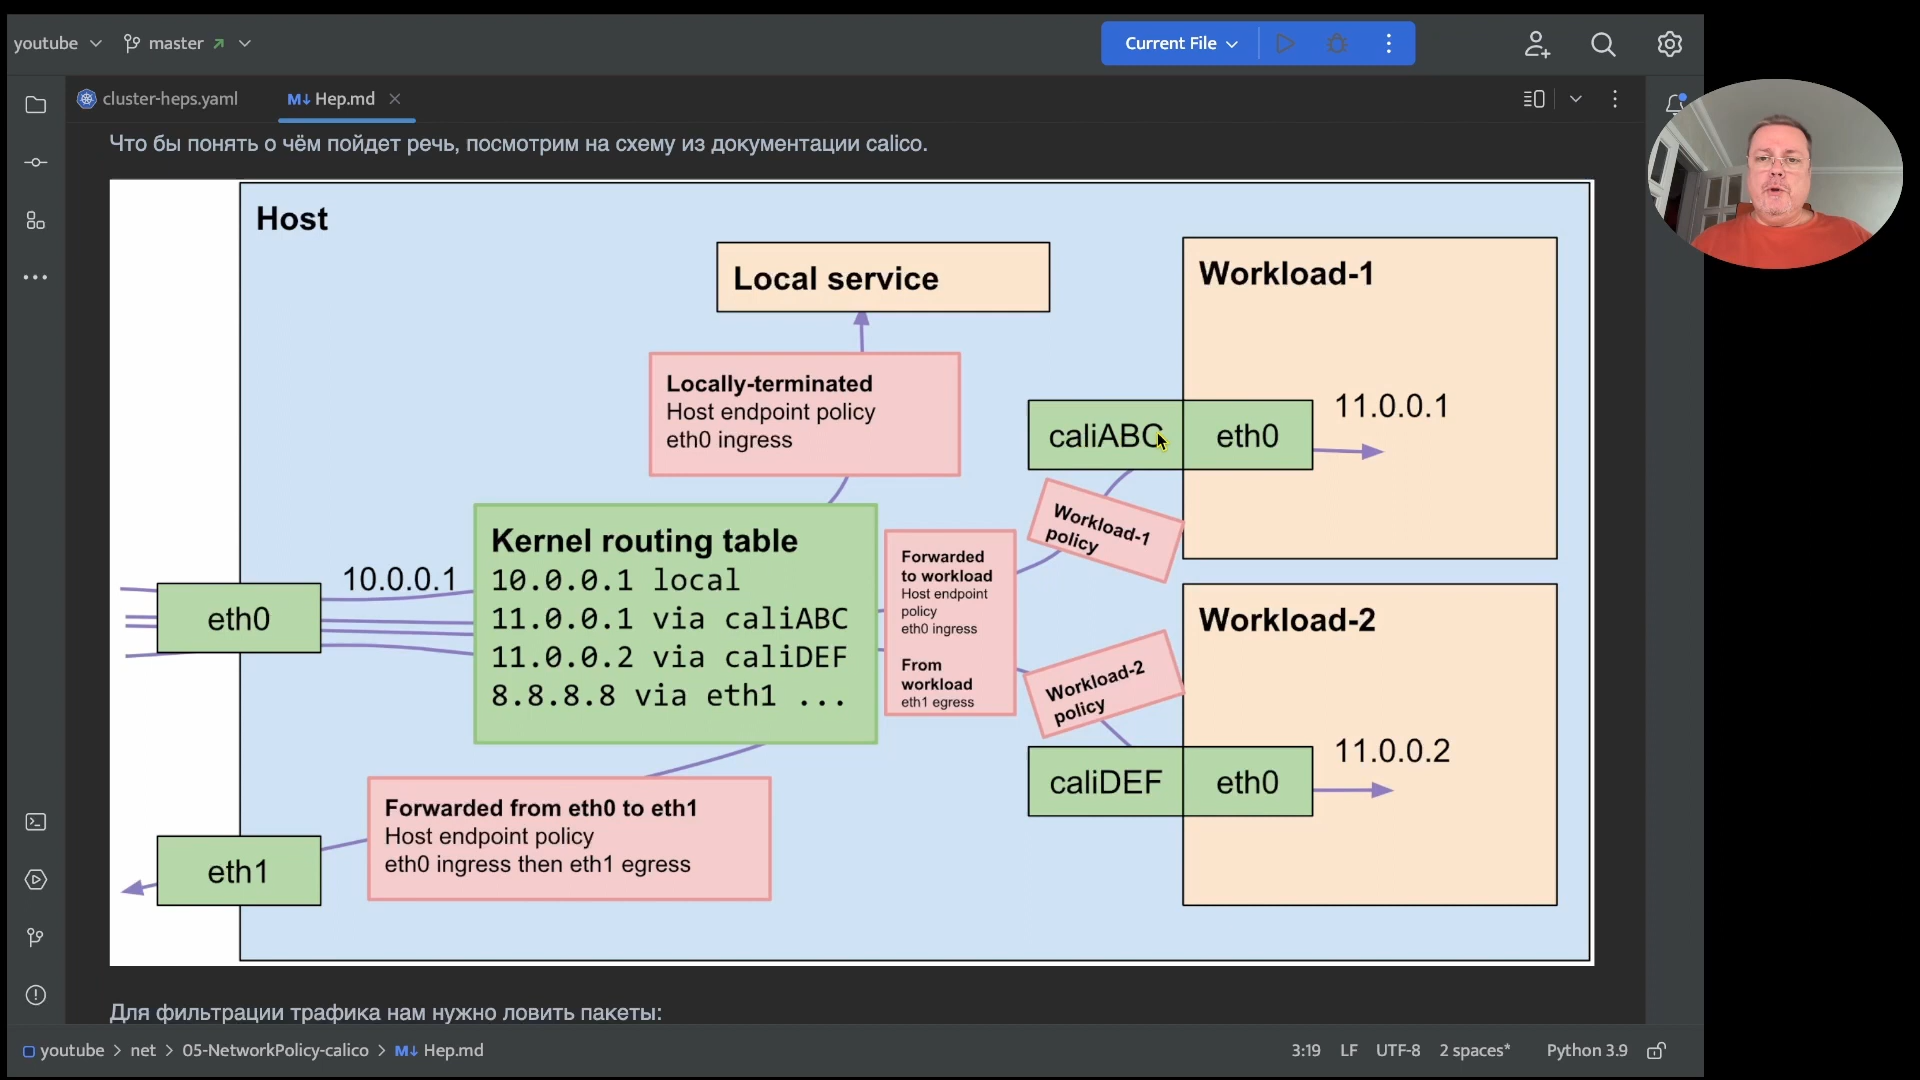 youtube
master
Current File
cluster-heps.yaml
M↓ Hep.md
Что бы понять о чём пойдет речь, посмотрим на схему из документации calico.
Host
Local service
Workload-1
Locally-terminated
Host endpoint policy
eth0 ingress
11.0.0.1
caliABC
eth0
Workload-1
policy
Kernel routing table
10.0.0.1 local
11.0.0.1 via caliABC
11.0.0.2 via caliDEF
8.8.8.8 via eth1 ...
10.0.0.1
eth0
Forwarded
to workload
Host endpoint
policy
eth0 ingress
From
workload
eth1 egress
Workload-2
Workload-2
policy
11.0.0.2
caliDEF
eth0
Forwarded from eth0 to eth1
Host endpoint policy
eth0 ingress then eth1 egress
eth1
Для фильтрации трафика нам нужно ловить пакеты:
youtube > net > 05-NetworkPolicy-calico > M↓ Hep.md
3:19 LF UTF-8 2 spaces* Python 3.9